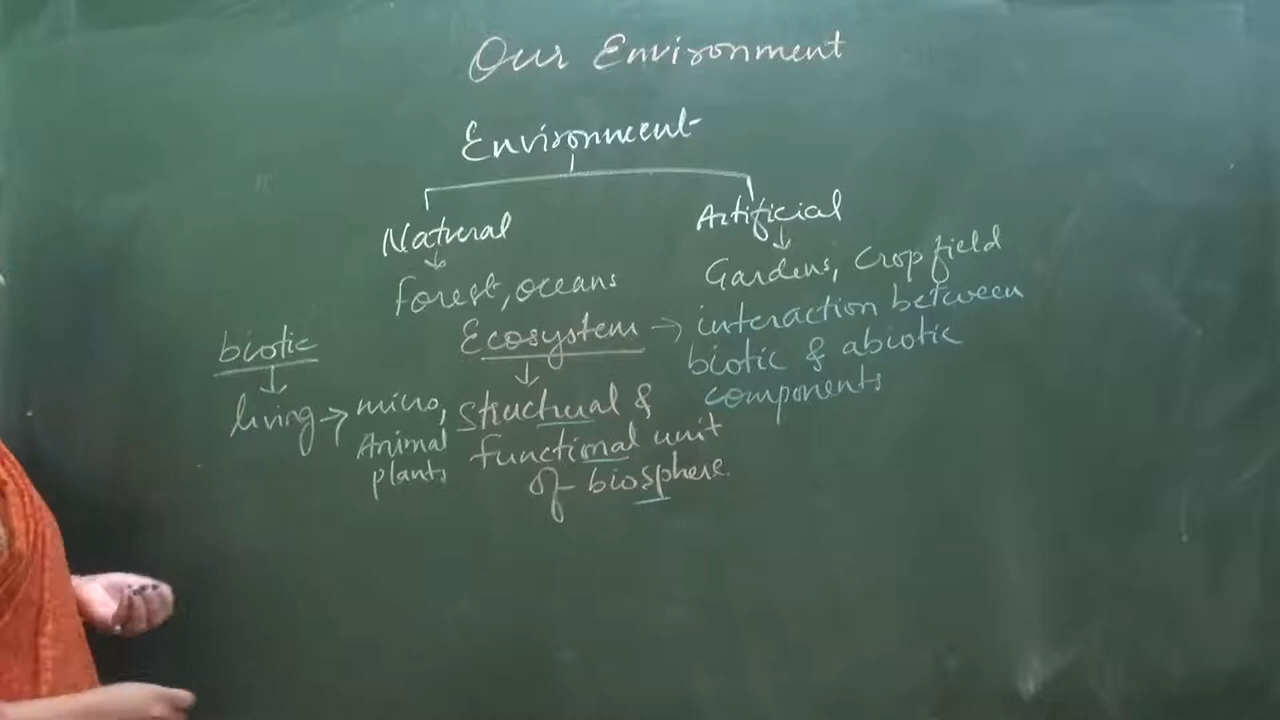 Our Environment
Environment
Natural
Artificial
↓
↓
forest, oceans
Gardens, Crop field
Ecosystem → interaction between
biotic & abiotic
components
↓
Structural &
functional unit
of biosphere.
biotic
↓
living → micro,
Animal
plants